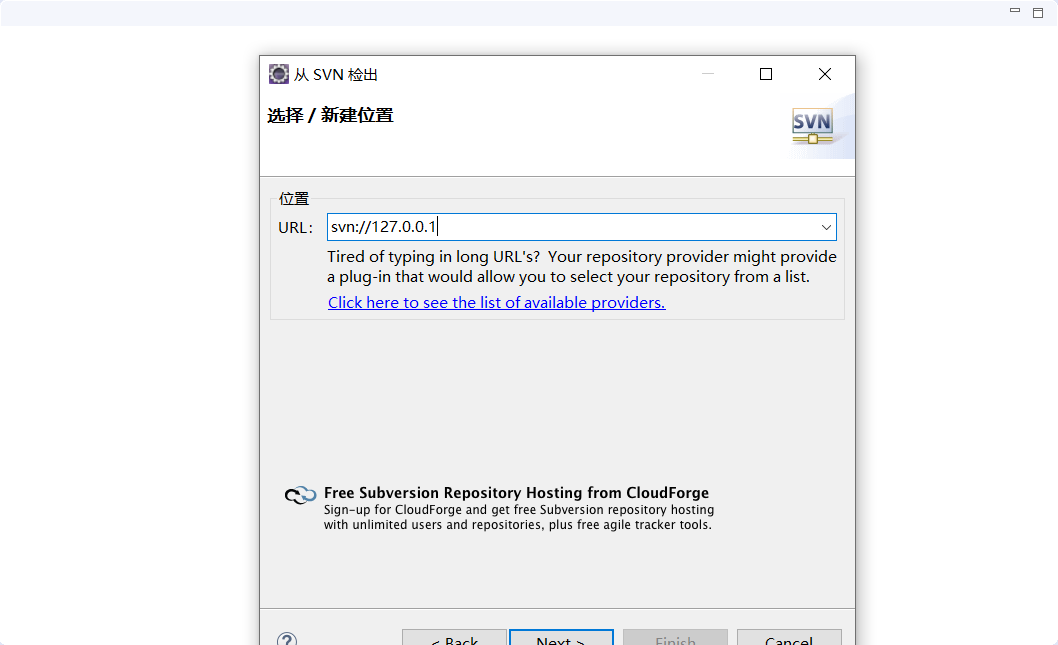 从 SVN 检出
选择 / 新建位置
SVN
位置
URL: svn://127.0.0.1
Tired of typing in long URL's?  Your repository provider might provide
a plug-in that would allow you to select your repository from a list.
Click here to see the list of available providers.
Free Subversion Repository Hosting from CloudForge
Sign-up for CloudForge and get free Subversion repository hosting
with unlimited users and repositories, plus free agile tracker tools.
? < Back Next > Finish Cancel